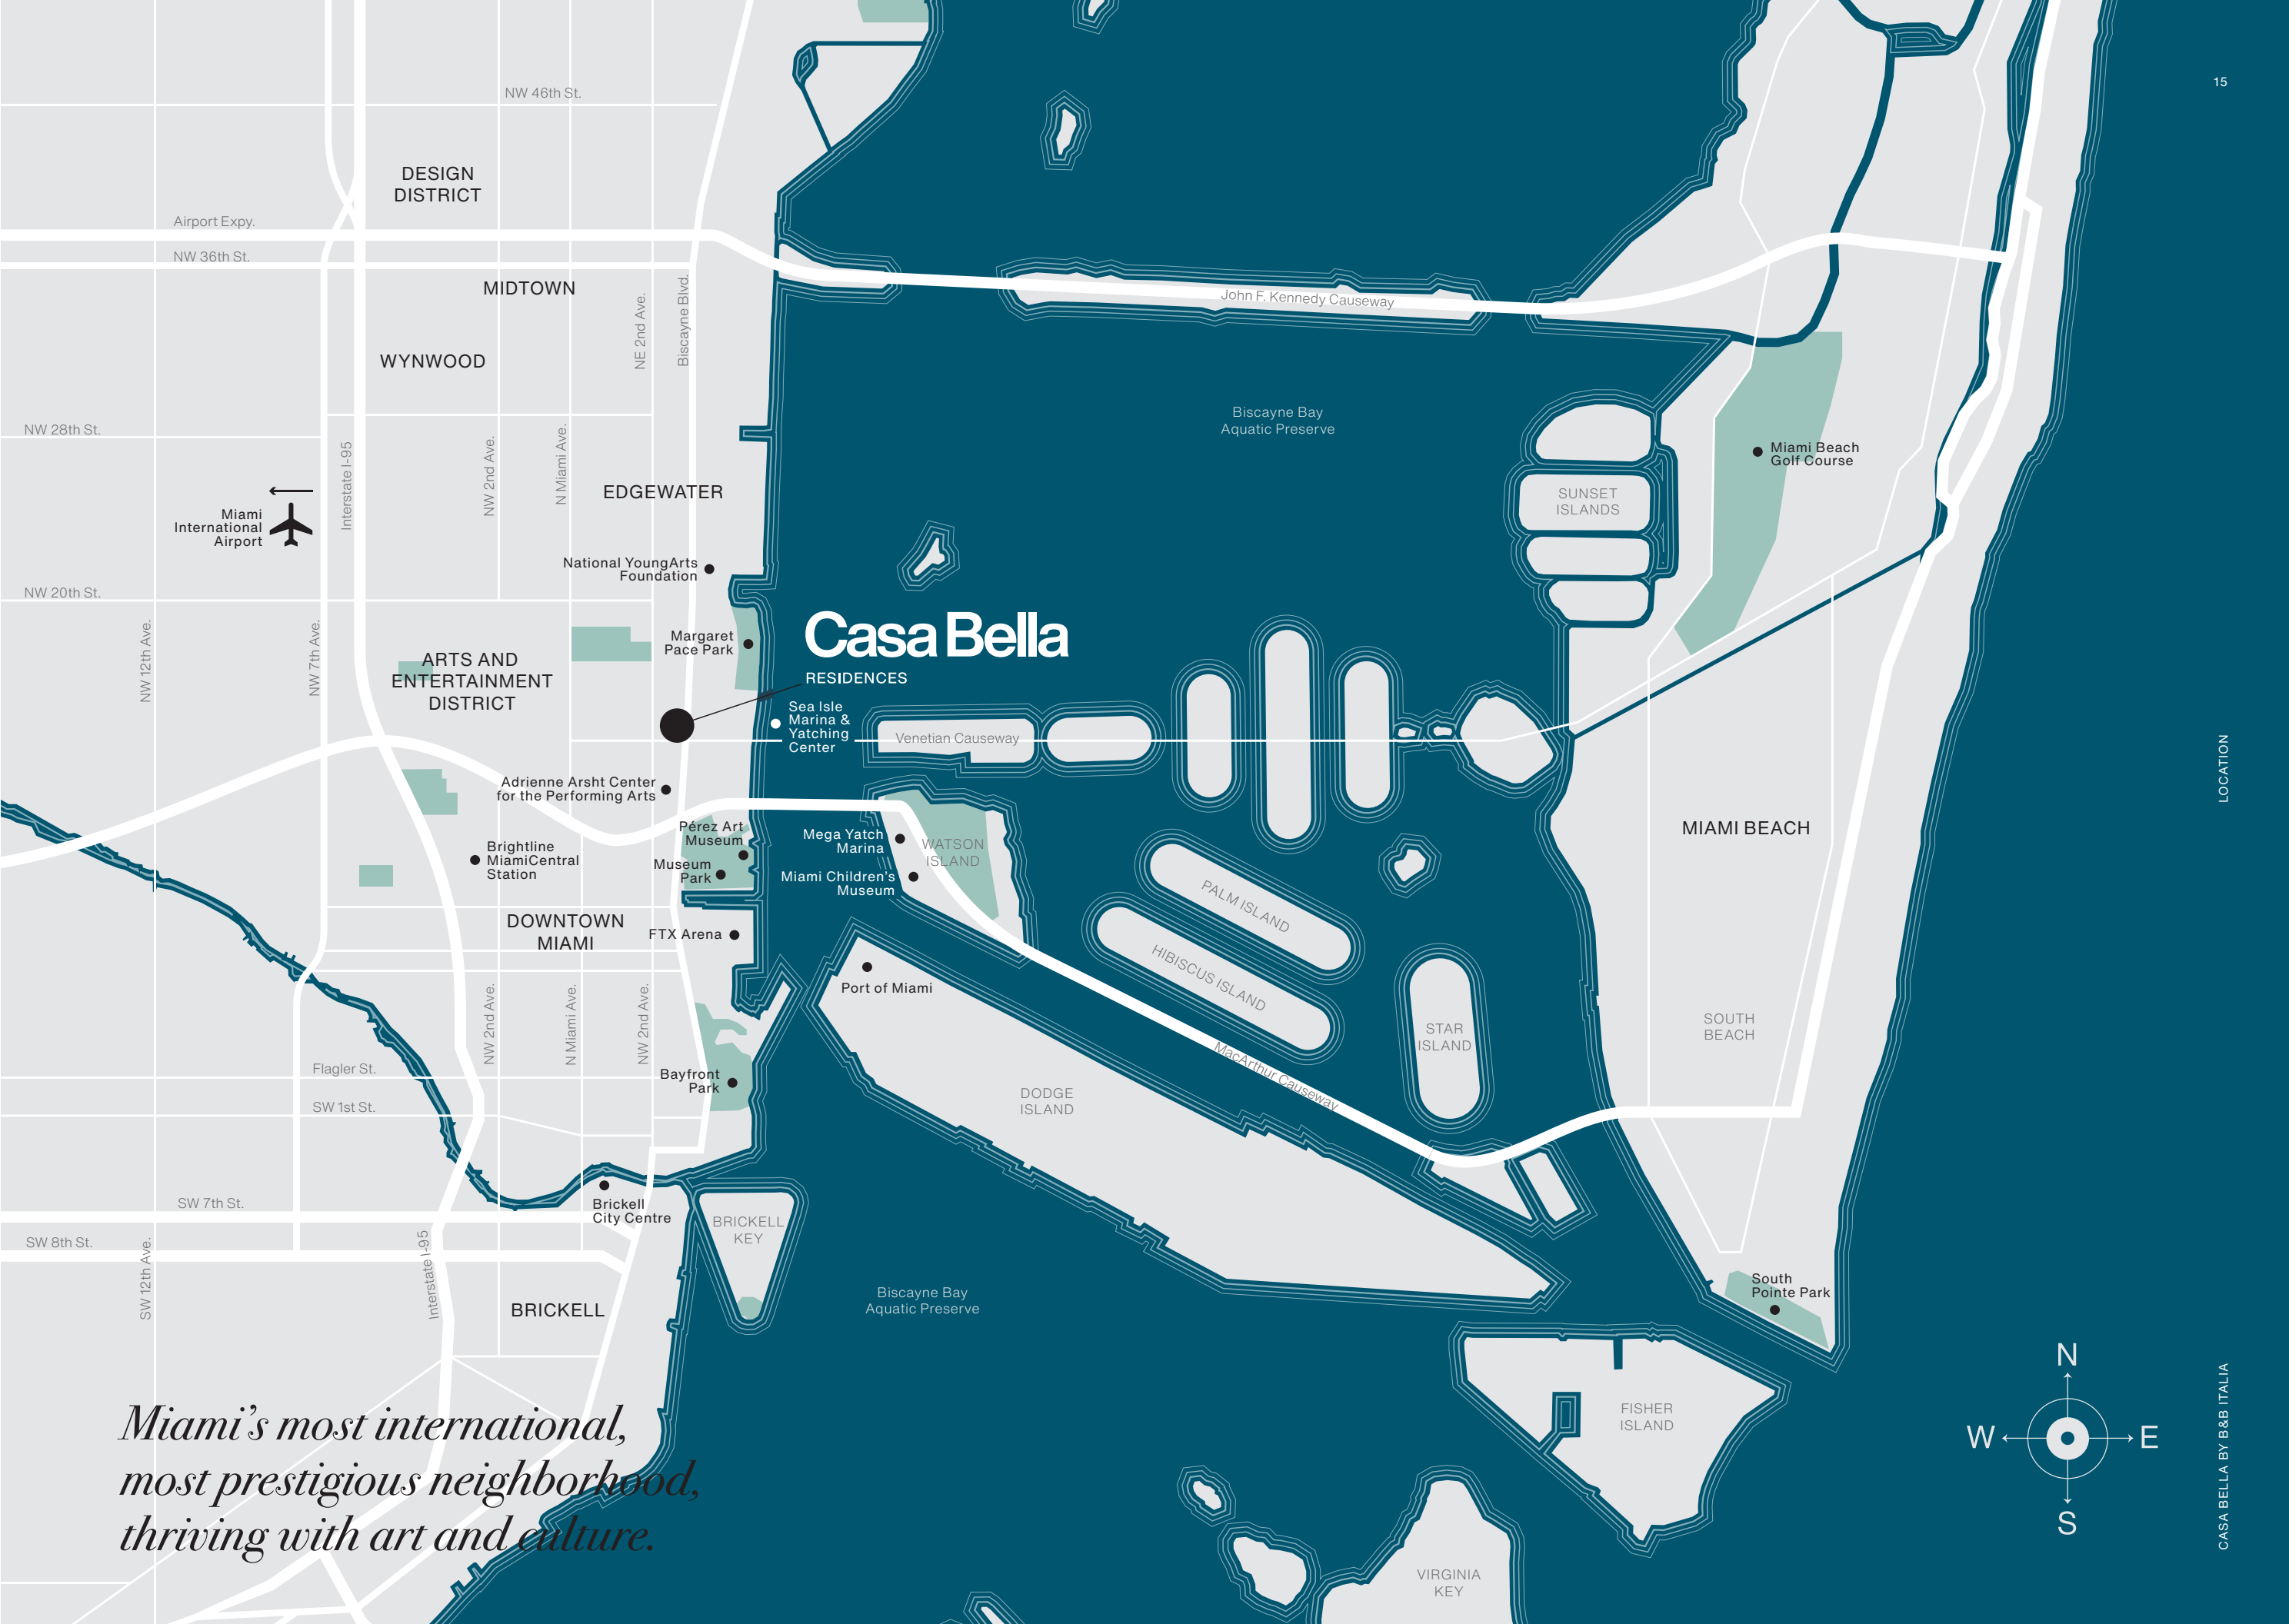 15
NW 46th St.
DESIGN
DISTRICT
Airport Expy.
NW 36th St.
MIDTOWN
NE 2nd Ave.
Biscayne Blvd.
John F. Kennedy Causeway
WYNWOOD
Biscayne Bay
Aquatic Preserve
NW 28th St.
Interstate I-95
NW 2nd Ave.
N Miami Ave.
Miami Beach
Golf Course
EDGEWATER
SUNSET
ISLANDS
Miami
International
Airport
National YoungArts
Foundation
NW 20th St.
NW 12th Ave.
NW 7th Ave.
Casa Bella
RESIDENCES
Margaret
Pace Park
ARTS AND
ENTERTAINMENT
DISTRICT
Sea Isle
Marina &
Yatching
Center
Venetian Causeway
LOCATION
Adrienne Arsht Center
for the Performing Arts
Pérez Art
Museum
Museum
Park
Mega Yatch
Marina
WATSON
ISLAND
Miami Children's
Museum
MIAMI BEACH
Brightline
MiamiCentral
Station
PALM ISLAND
HIBISCUS ISLAND
DOWNTOWN
MIAMI
FTX Arena
Port of Miami
NW 2nd Ave.
N Miami Ave.
NW 2nd Ave.
STAR
ISLAND
SOUTH
BEACH
MacArthur Causeway
Flagler St.
Bayfront
Park
DODGE
ISLAND
SW 1st St.
SW 7th St.
Brickell
City Centre
BRICKELL
KEY
SW 8th St.
SW 12th Ave.
Interstate I-95
Biscayne Bay
Aquatic Preserve
South
Pointe Park
BRICKELL
FISHER
ISLAND
N
W
E
S
Miami's most international,
most prestigious neighborhood,
thriving with art and culture.
VIRGINIA
KEY
CASA BELLA BY B&B ITALIA